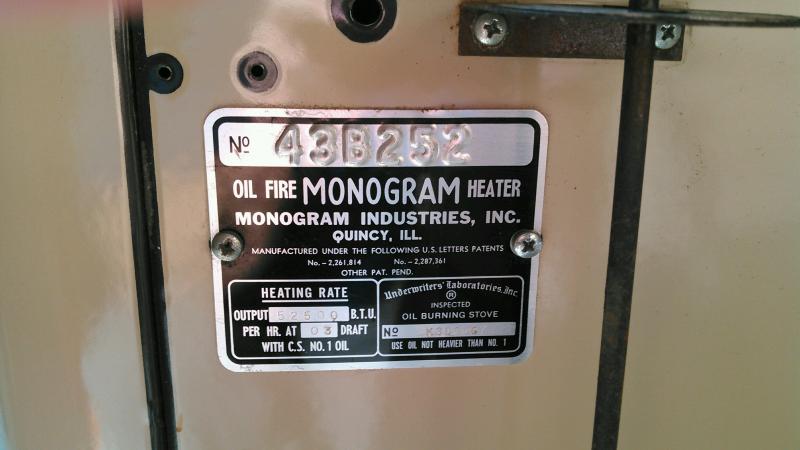 No 43B252
OIL FIRE MONOGRAM HEATER
MONOGRAM INDUSTRIES, INC.
QUINCY, ILL.
MANUFACTURED UNDER THE FOLLOWING U.S. LETTERS PATENTS
No.-2,261,814 No.-2,287,361
OTHER PAT. PEND.
HEATING RATE
OUTPUT 52500 B.T.U.
PER HR. AT 03 DRAFT
WITH C.S. NO. 1 OIL
Underwriters' Laboratories, Inc.
®
INSPECTED
OIL BURNING STOVE
No
USE OIL NOT HEAVIER THAN NO. 1